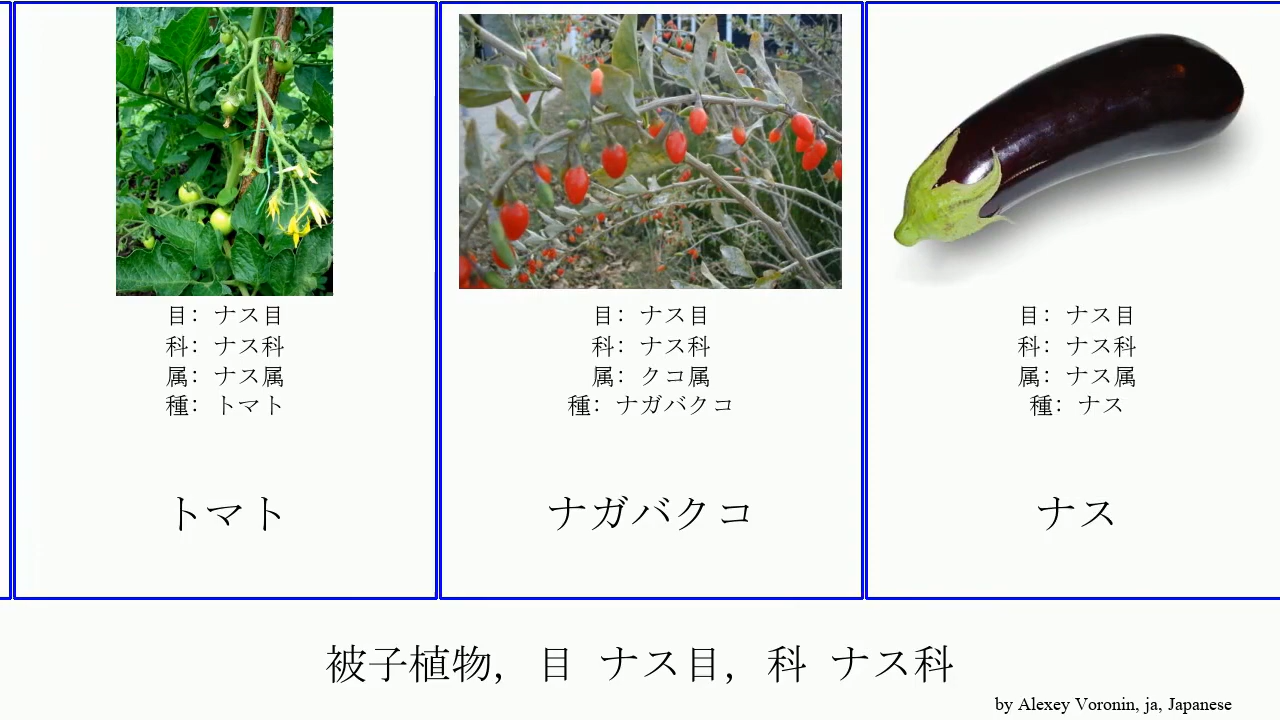 目: ナス目
科: ナス科
属: ナス属
種: トマト
トマト
目: ナス目
科: ナス科
属: クコ属
種: ナガバクコ
ナガバクコ
目: ナス目
科: ナス科
属: ナス属
種: ナス
ナス
被子植物, 目 ナス目, 科 ナス科
by Alexey Voronin, ja, Japanese